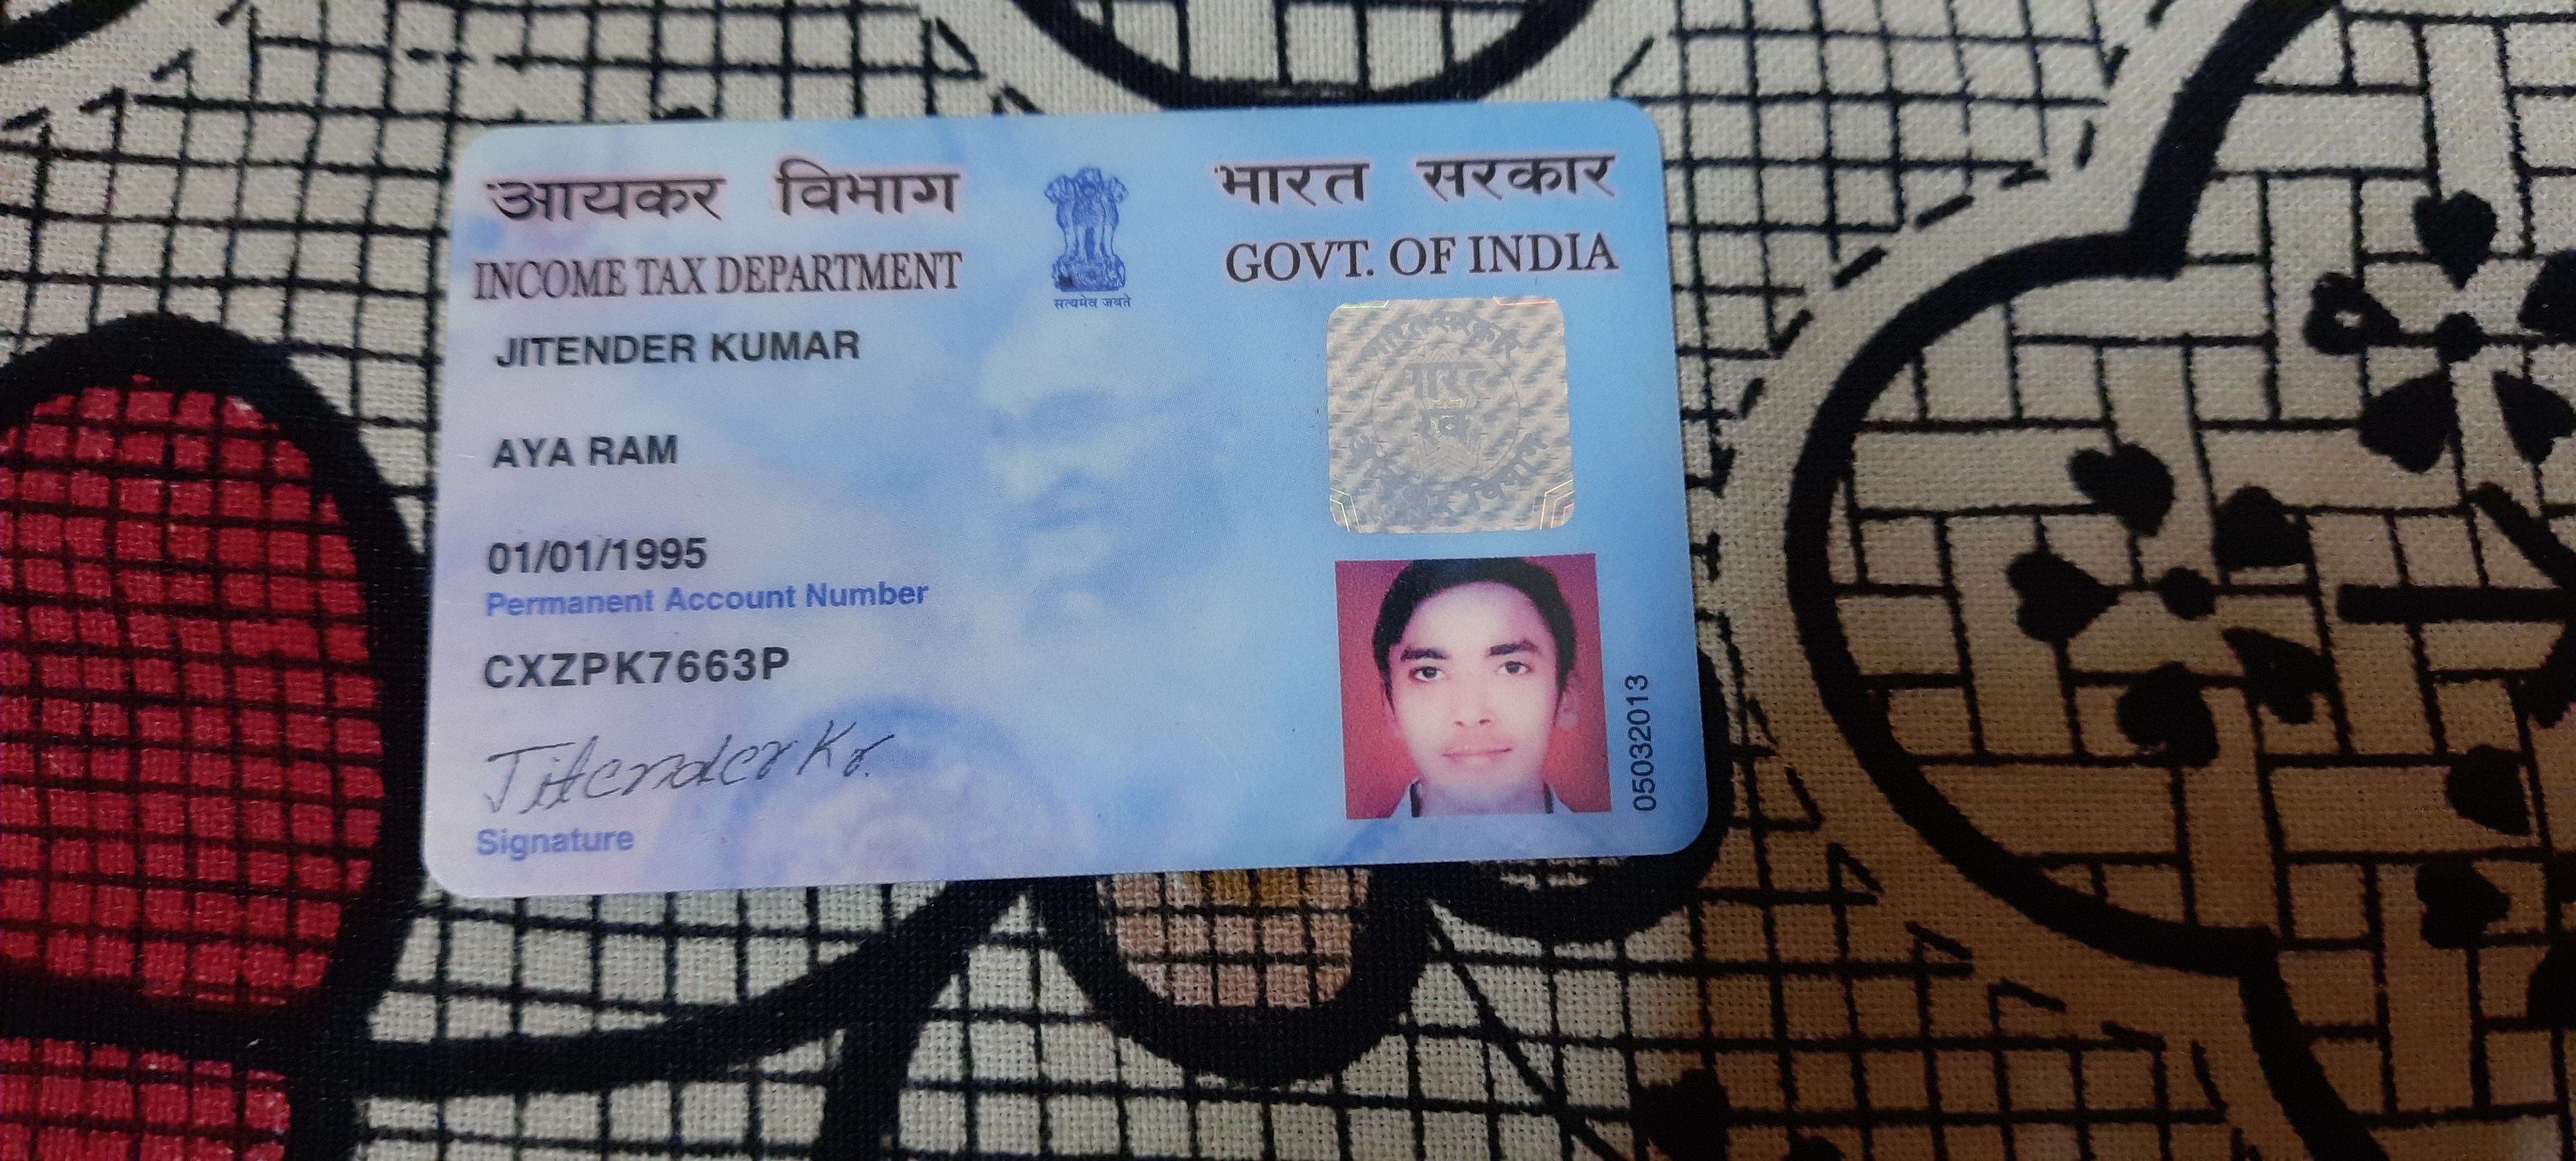 आयकर विभाग
INCOME TAX DEPARTMENT
सत्यमेव जयते
भारत सरकार
GOVT. OF INDIA
JITENDER KUMAR
AYA RAM
01/01/1995
Permanent Account Number
CXZPK7663P
Jitender Kr.
Signature
05032013